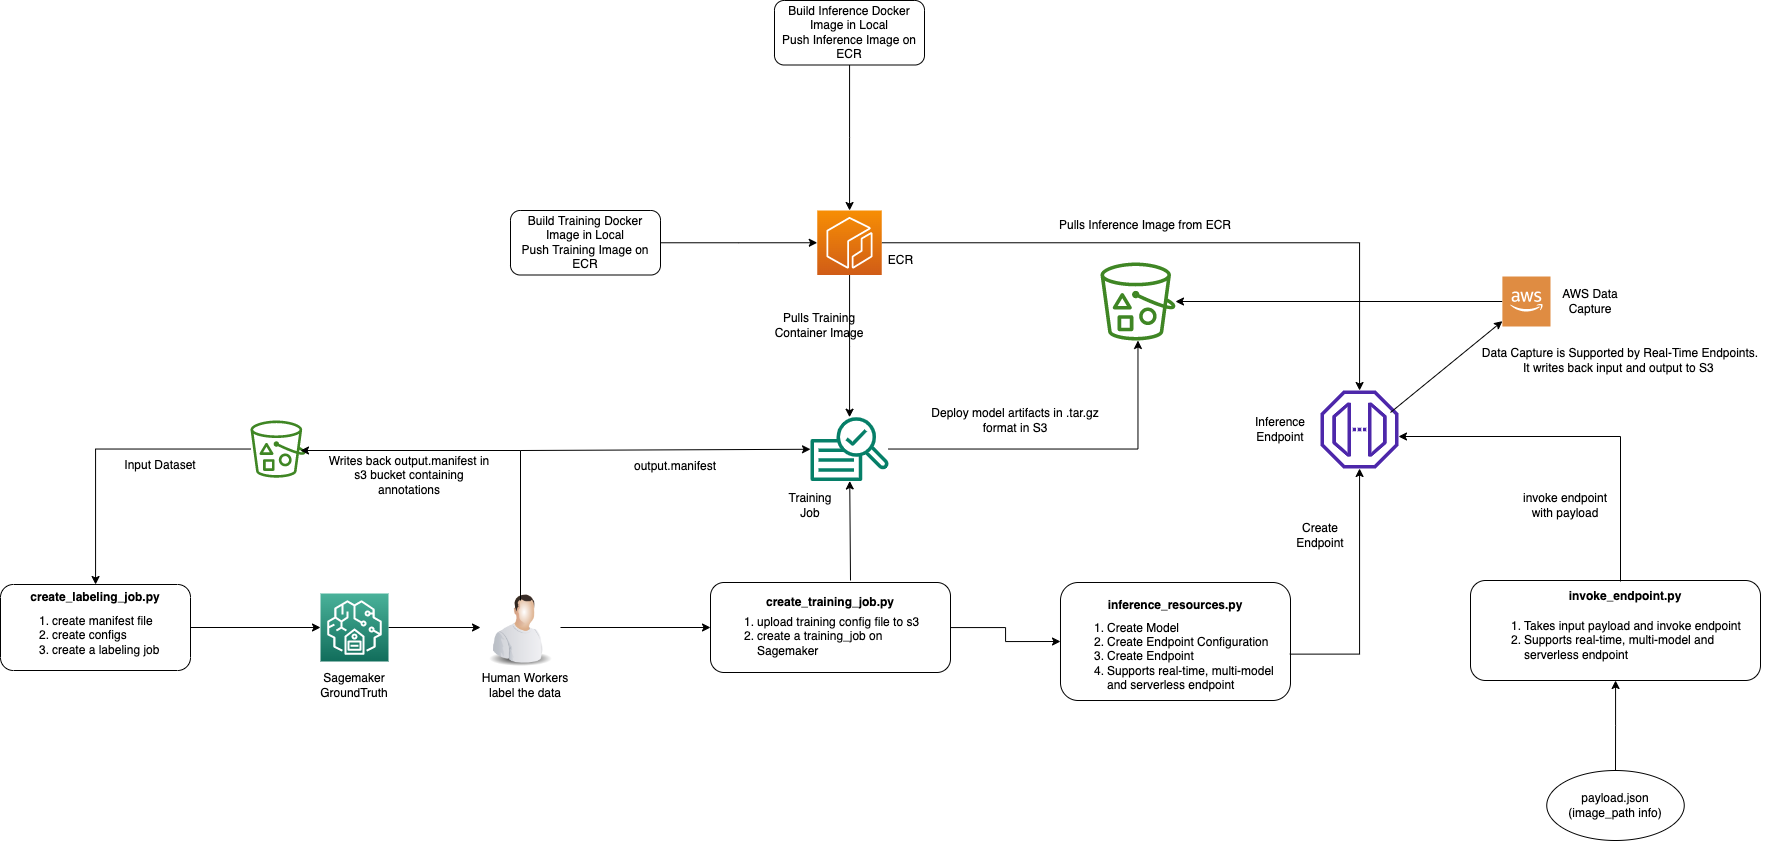 Build Inference Docker
Image in Local
Push Inference Image on
ECR
Build Training Docker
Image in Local
Push Training Image on
ECR
ECR
Pulls Inference Image from ECR
Pulls Training
Container Image
aws
AWS Data
Capture
Data Capture is Supported by Real-Time Endpoints.
It writes back input and output to S3
Deploy model artifacts in .tar.gz
format in S3
Inference
Endpoint
Input Dataset
Writes back output.manifest in
s3 bucket containing
annotations
output.manifest
Training
Job
invoke endpoint
with payload
Create
Endpoint
create_labeling_job.py
1. create manifest file
2. create configs
3. create a labeling job
Sagemaker
GroundTruth
Human Workers
label the data
create_training_job.py
1. upload training config file to s3
2. create a training_job on
Sagemaker
inference_resources.py
1. Create Model
2. Create Endpoint Configuration
3. Create Endpoint
4. Supports real-time, multi-model
and serverless endpoint
invoke_endpoint.py
1. Takes input payload and invoke endpoint
2. Supports real-time, multi-model and
serverless endpoint
payload.json
(image_path info)